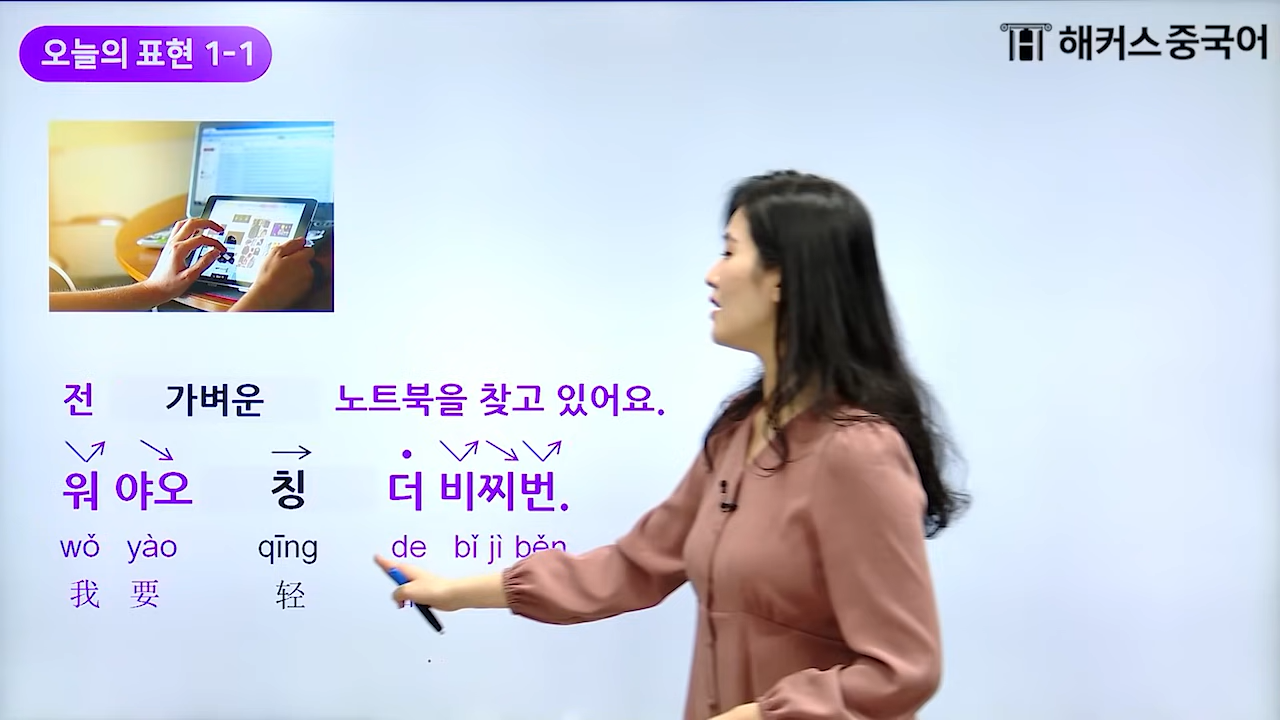 오늘의 표현 1-1
해커스중국어
전 가벼운 노트북을 찾고 있어요.
워 야오 칭 더 비찌번.
wǒ yào qīng de bǐ jì běn
我 要 轻